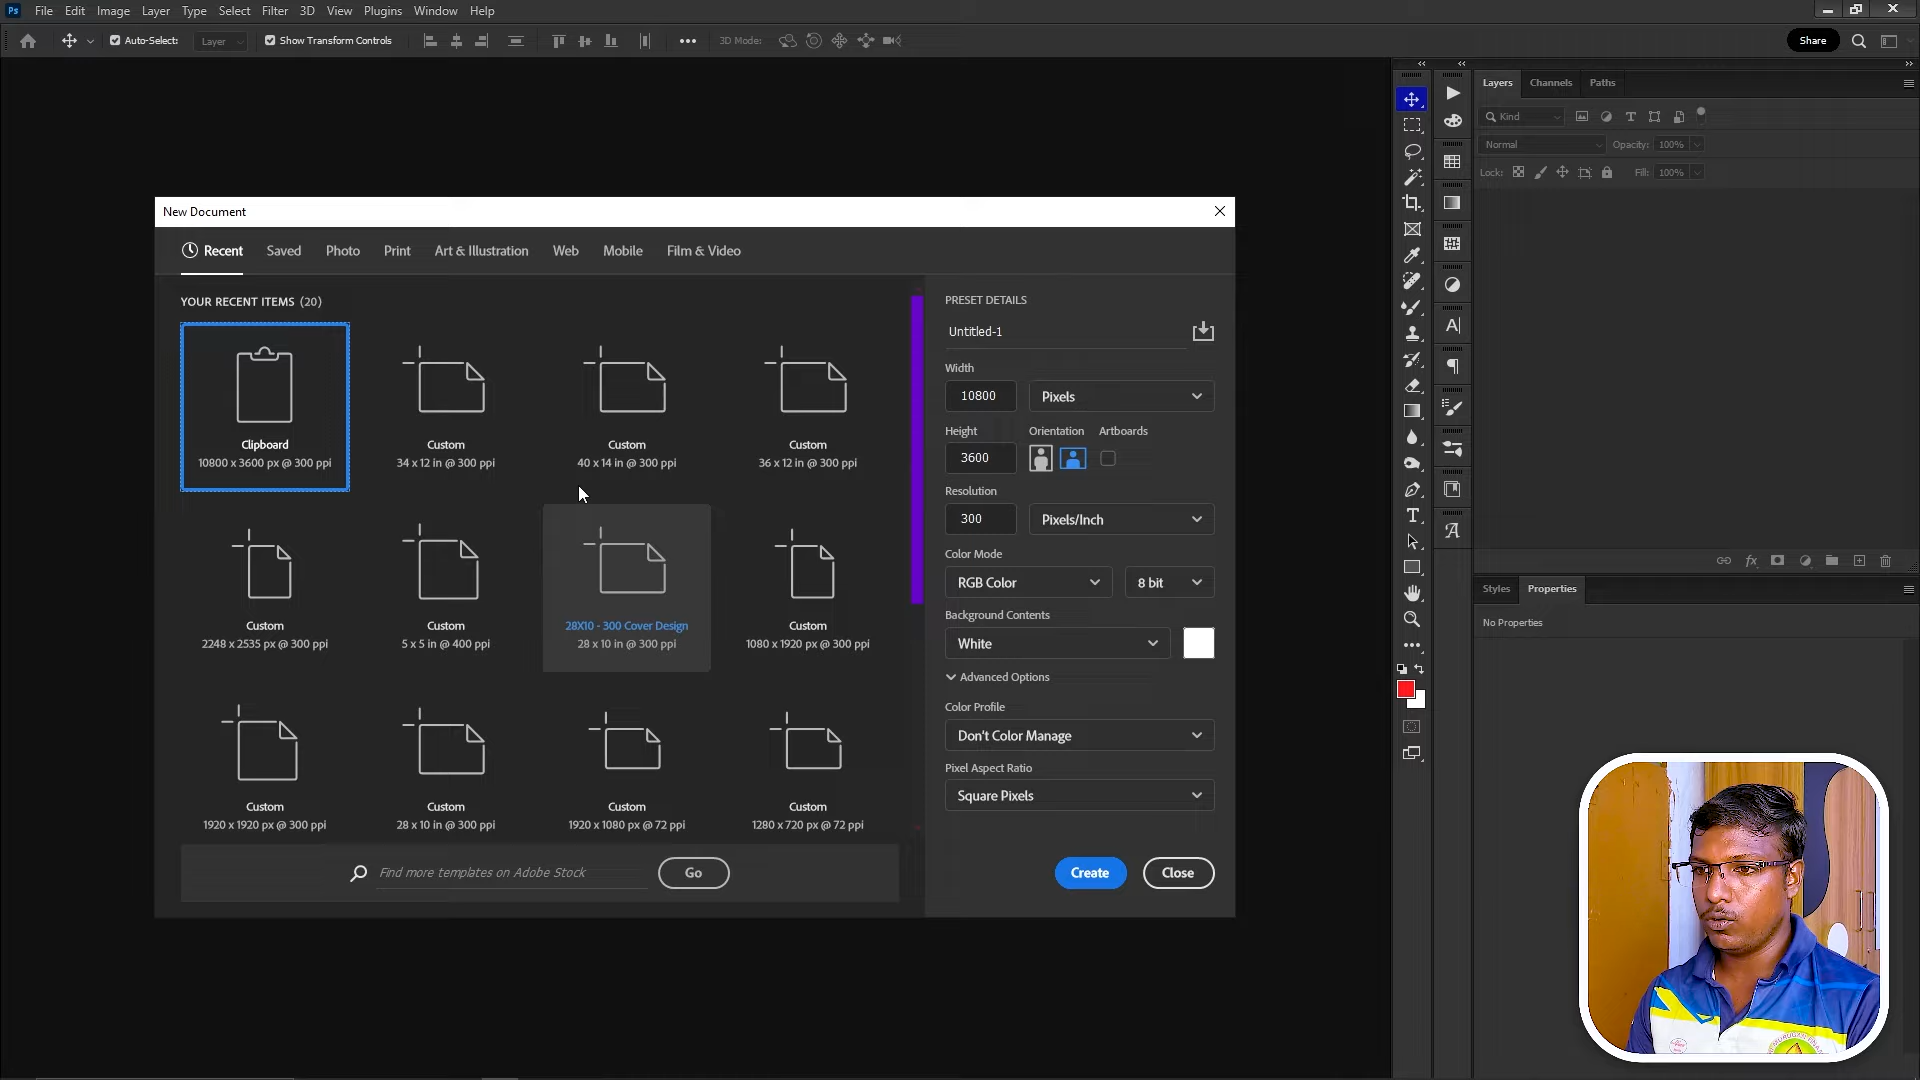 Ps File Edit Image Layer Type Select Filter 3D View Plugins Window Help
Auto-Select: Layer Show Transform Controls 3D Mode: Share
Layers Channels Paths
Kind
Normal Opacity: 100%
Lock: Fill: 100%
New Document
Recent Saved Photo Print Art & Illustration Web Mobile Film & Video
YOUR RECENT ITEMS (20)
Clipboard
10800 x 3600 px @ 300 ppi
Custom
34 x 12 in @ 300 ppi
Custom
40 x 14 in @ 300 ppi
Custom
36 x 12 in @ 300 ppi
Custom
2248 x 2535 px @ 300 ppi
Custom
5 x 5 in @ 400 ppi
28X10 - 300 Cover Design
28 x 10 in @ 300 ppi
Custom
1080 x 1920 px @ 300 ppi
Custom
1920 x 1920 px @ 300 ppi
Custom
28 x 10 in @ 300 ppi
Custom
1920 x 1080 px @ 72 ppi
Custom
1280 x 720 px @ 72 ppi
Find more templates on Adobe Stock Go
PRESET DETAILS
Untitled-1
Width
10800 Pixels
Height Orientation Artboards
3600
Resolution
300 Pixels/Inch
Color Mode
RGB Color 8 bit
Background Contents
White
Advanced Options
Color Profile
Don't Color Manage
Pixel Aspect Ratio
Square Pixels
Create Close
Styles Properties
No Properties